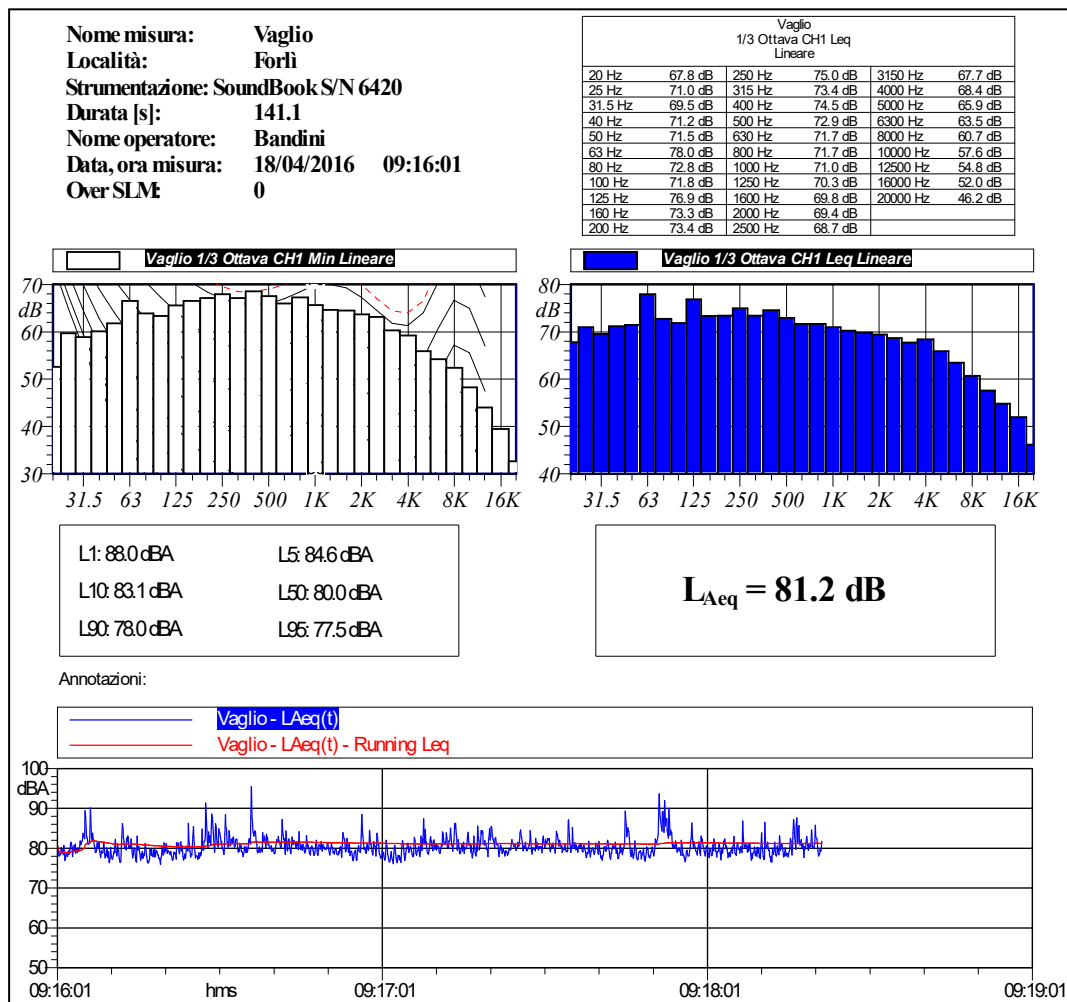 Nome misura: Vaglio
Località: Forlì
Strumentazione: SoundBook S/N 6420
Durata [s]: 141.1
Nome operatore: Bandini
Data, ora misura: 18/04/2016 09:16:01
Over SLM: 0
Vaglio
1/3 Ottava CH1 Leq
Lineare
20 Hz 67.8 dB 250 Hz 75.0 dB 3150 Hz 67.7 dB
25 Hz 71.0 dB 315 Hz 73.4 dB 4000 Hz 68.4 dB
31.5 Hz 69.5 dB 400 Hz 74.5 dB 5000 Hz 65.9 dB
40 Hz 71.2 dB 500 Hz 72.9 dB 6300 Hz 63.5 dB
50 Hz 71.5 dB 630 Hz 71.7 dB 8000 Hz 60.7 dB
63 Hz 78.0 dB 800 Hz 71.7 dB 10000 Hz 57.6 dB
80 Hz 72.8 dB 1000 Hz 71.0 dB 12500 Hz 54.8 dB
100 Hz 71.8 dB 1250 Hz 70.3 dB 16000 Hz 52.0 dB
125 Hz 76.9 dB 1600 Hz 69.8 dB 20000 Hz 46.2 dB
160 Hz 73.3 dB 2000 Hz 69.4 dB
200 Hz 73.4 dB 2500 Hz 68.7 dB
Vaglio 1/3 Ottava CH1 Min Lineare
70
dB
60
50
40
30
31.5 63 125 250 500 1K 2K 4K 8K 16K
Vaglio 1/3 Ottava CH1 Leq Lineare
80
dB
70
60
50
40
31.5 63 125 250 500 1K 2K 4K 8K 16K
L1: 88.0 dBA L5: 84.6 dBA
L10: 83.1 dBA L50: 80.0 dBA
L90: 78.0 dBA L95: 77.5 dBA
LAeq = 81.2 dB
Annotazioni:
Vaglio - LAeq(t)
Vaglio - LAeq(t) - Running Leq
100
dBA
90
80
70
60
50
09:16:01 hms 09:17:01 09:18:01 09:19:01